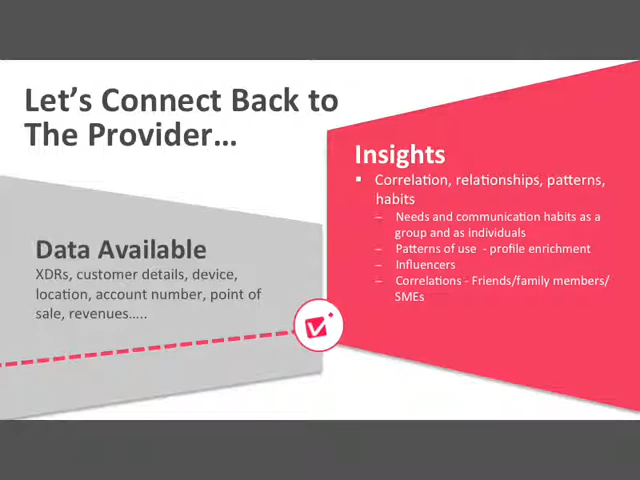 Let’s Connect Back to
The Provider…
Data Available
XDRs, customer details, device,
location, account number, point of
sale, revenues…..
Insights
▪ Correlation, relationships, patterns,
habits
– Needs and communication habits as a
group and as individuals
– Patterns of use - profile enrichment
– Influencers
– Correlations - Friends/family members/
SMEs